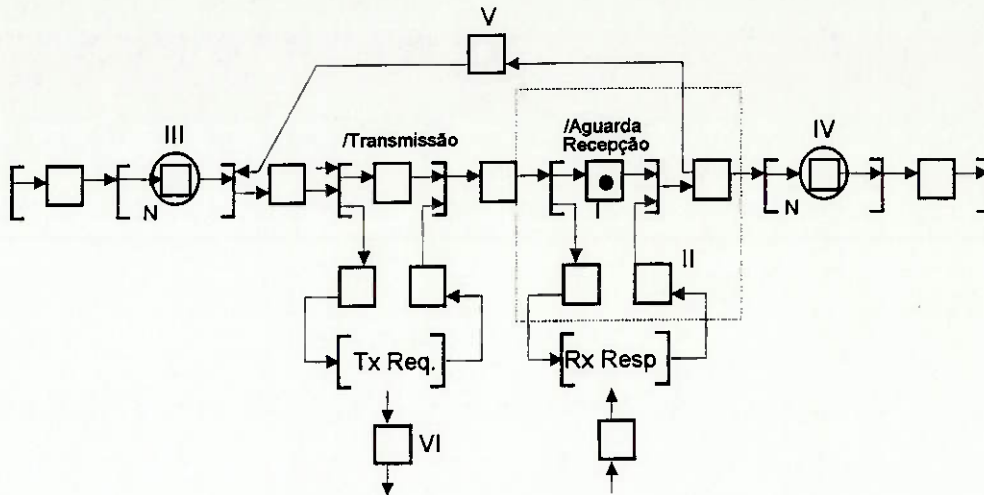 V
III
/Transmissão
/Aguarda
Recepção
IV
N
N
II
Tx Req.
Rx Resp
VI